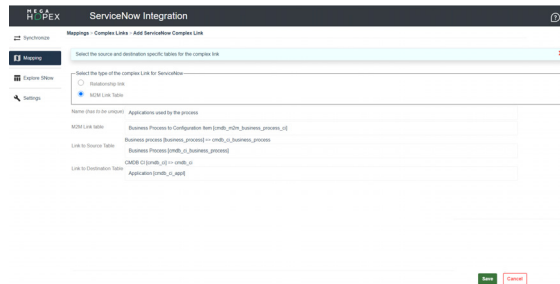 MEGA
HOPEX
ServiceNow Integration
Synchronize
Mappings - Complex Links - Add ServiceNow Complex Link
Mapping
Select the source and destination specific tables for the complex link
Explore SNow
Select the type of the complex Link for ServiceNow
Relationship link
M2M Link Table
Settings
Name (has to be unique) Applications used by the process
M2M Link table Business Process to Configuration Item [cmdb_m2m_business_process_ci]
Business process [business_process] == cmdb_ci_business_process
Link to Source Table Business Process [cmdb_ci_business_process]
CMDB CI [cmdb_ci] == cmdb_ci
Link to Destination Table Application [cmdb_ci_appl]
Save Cancel